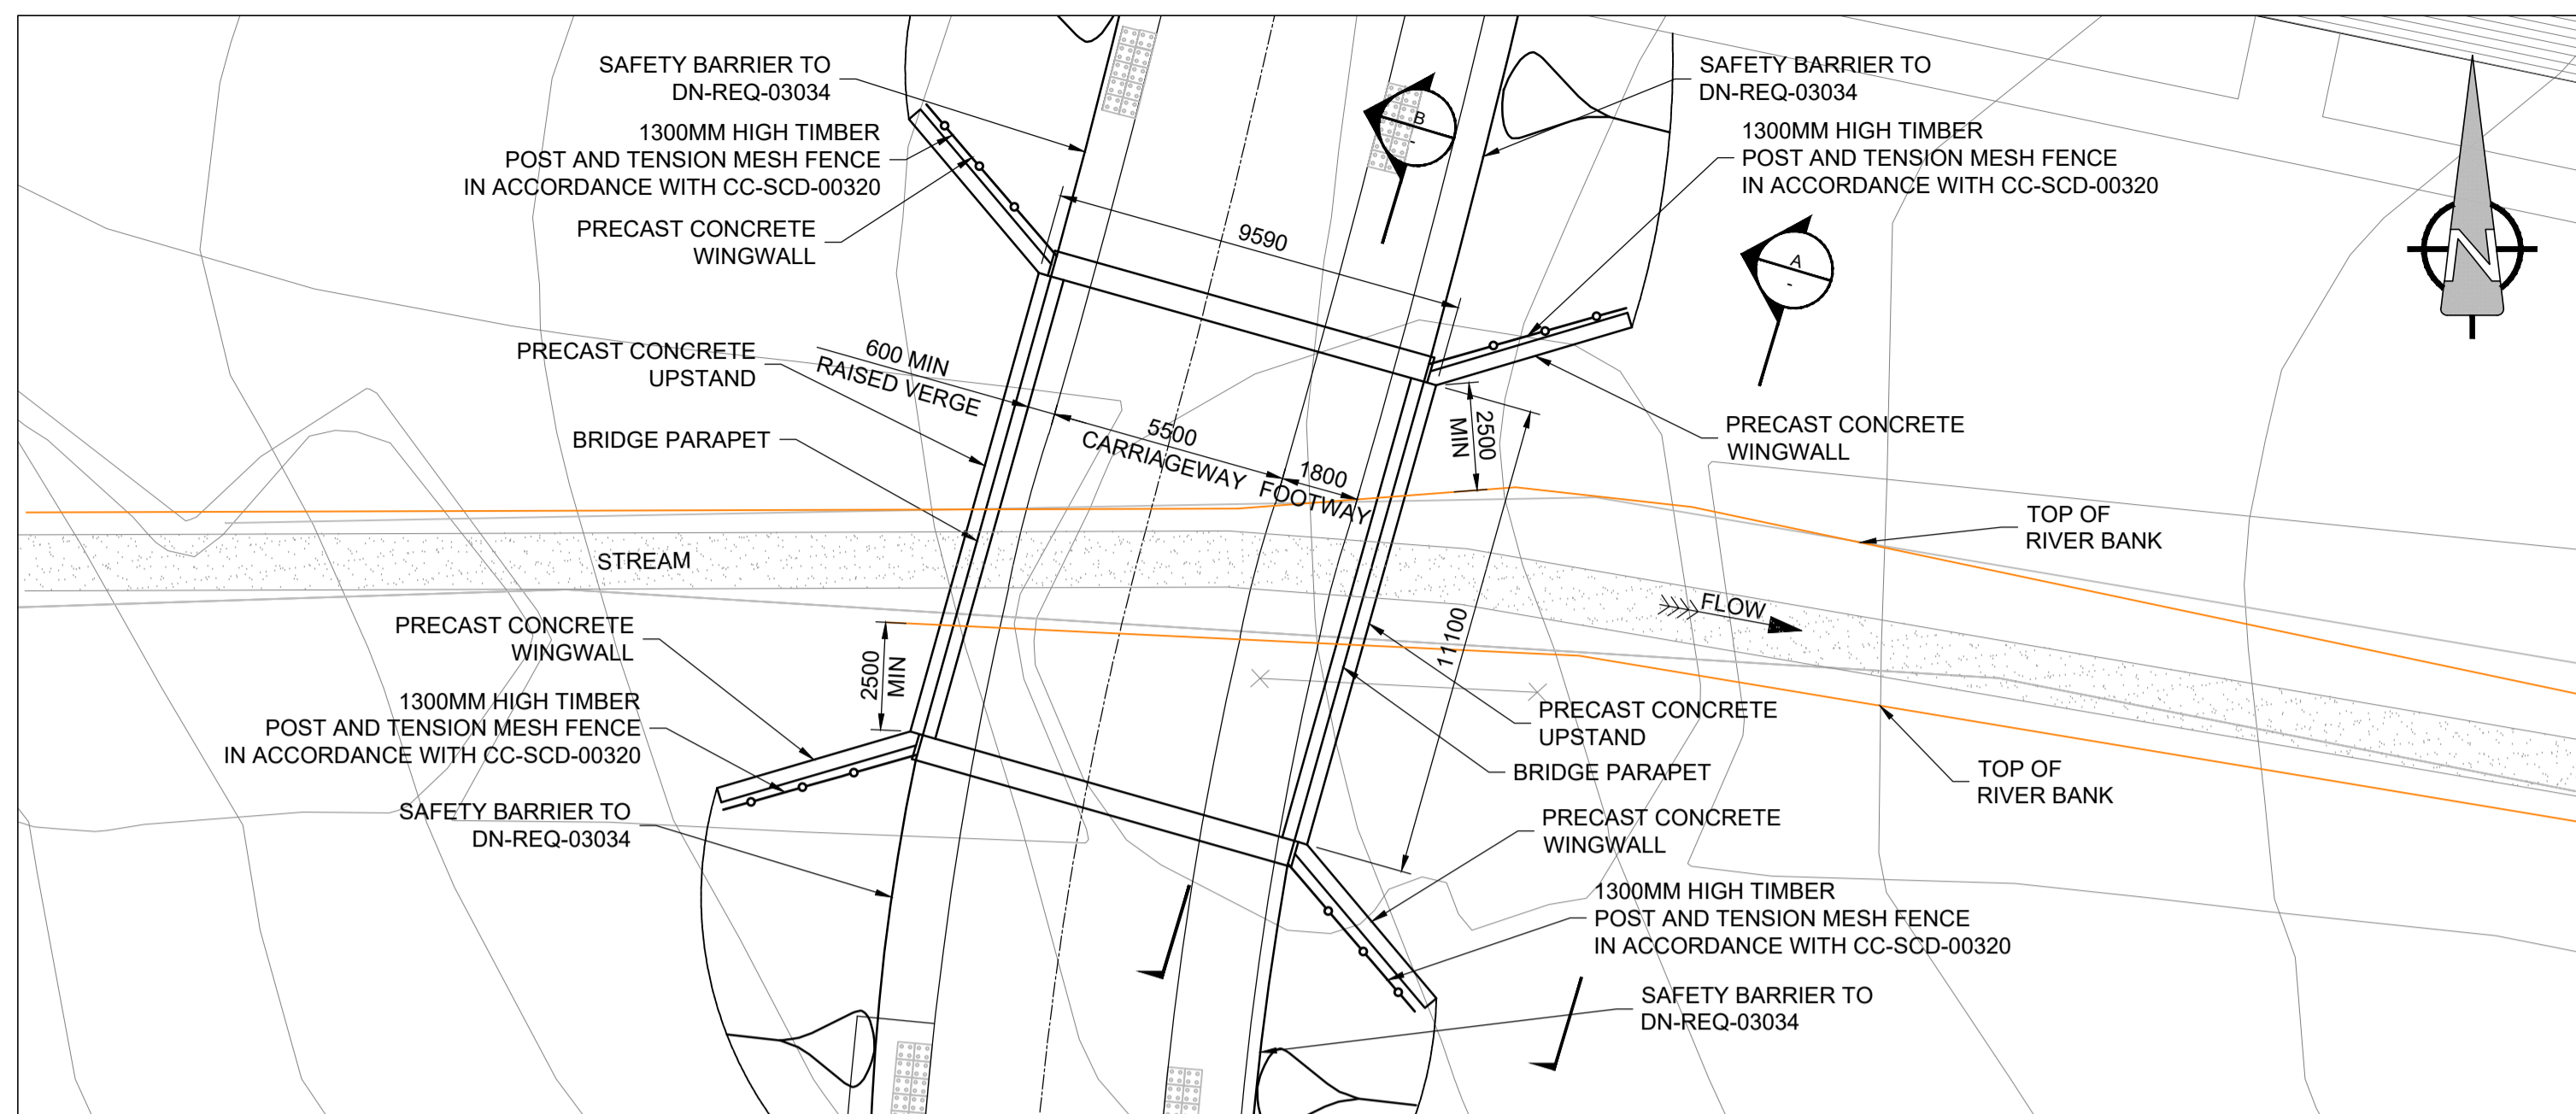 SAFETY BARRIER TO
DN-REQ-03034
1300MM HIGH TIMBER
POST AND TENSION MESH FENCE
IN ACCORDANCE WITH CC-SCD-00320
PRECAST CONCRETE
WINGWALL
SAFETY BARRIER TO
DN-REQ-03034
1300MM HIGH TIMBER
POST AND TENSION MESH FENCE
IN ACCORDANCE WITH CC-SCD-00320
B
-
A
-
N
9590
PRECAST CONCRETE
UPSTAND
600 MIN
RAISED VERGE
BRIDGE PARAPET
5500
CARRIAGEWAY
1800
FOOTWAY
2500
MIN
PRECAST CONCRETE
WINGWALL
TOP OF
RIVER BANK
STREAM
FLOW
11100
PRECAST CONCRETE
WINGWALL
2500
MIN
1300MM HIGH TIMBER
POST AND TENSION MESH FENCE
IN ACCORDANCE WITH CC-SCD-00320
SAFETY BARRIER TO
DN-REQ-03034
PRECAST CONCRETE
UPSTAND
BRIDGE PARAPET
TOP OF
RIVER BANK
PRECAST CONCRETE
WINGWALL
1300MM HIGH TIMBER
POST AND TENSION MESH FENCE
IN ACCORDANCE WITH CC-SCD-00320
SAFETY BARRIER TO
DN-REQ-03034